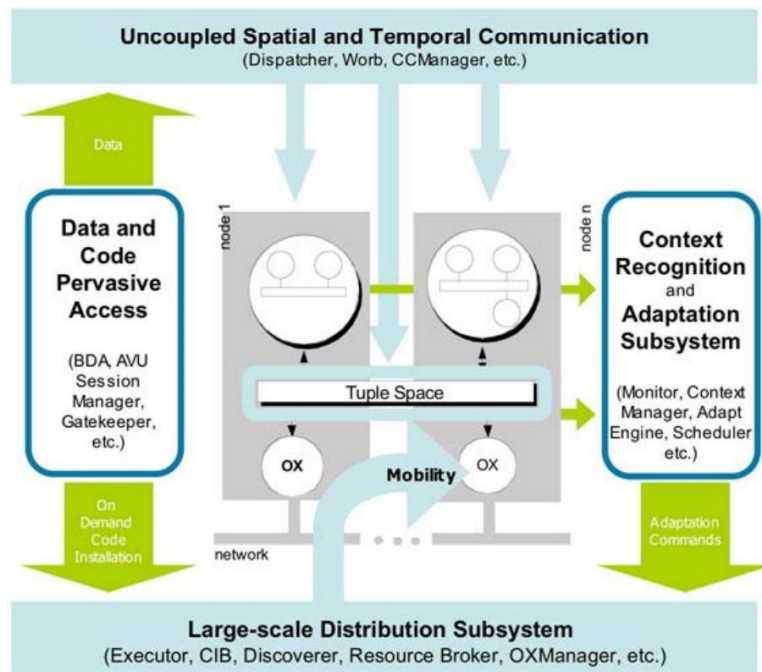 Uncoupled Spatial and Temporal Communication
(Dispatcher, Worb, CCManager, etc.)
Data
Data and
Code
Pervasive
Access
(BDA, AVU
Session
Manager,
Gatekeeper,
etc.)
On
Demand
Code
Installation
node 1
node n
Tuple Space
OX
OX
Mobility
network
Context
Recognition
and
Adaptation
Subsystem
(Monitor, Context
Manager, Adapt
Engine, Scheduler
etc.)
Adaptation
Commands
Large-scale Distribution Subsystem
(Executor, CIB, Discoverer, Resource Broker, OXManager, etc.)